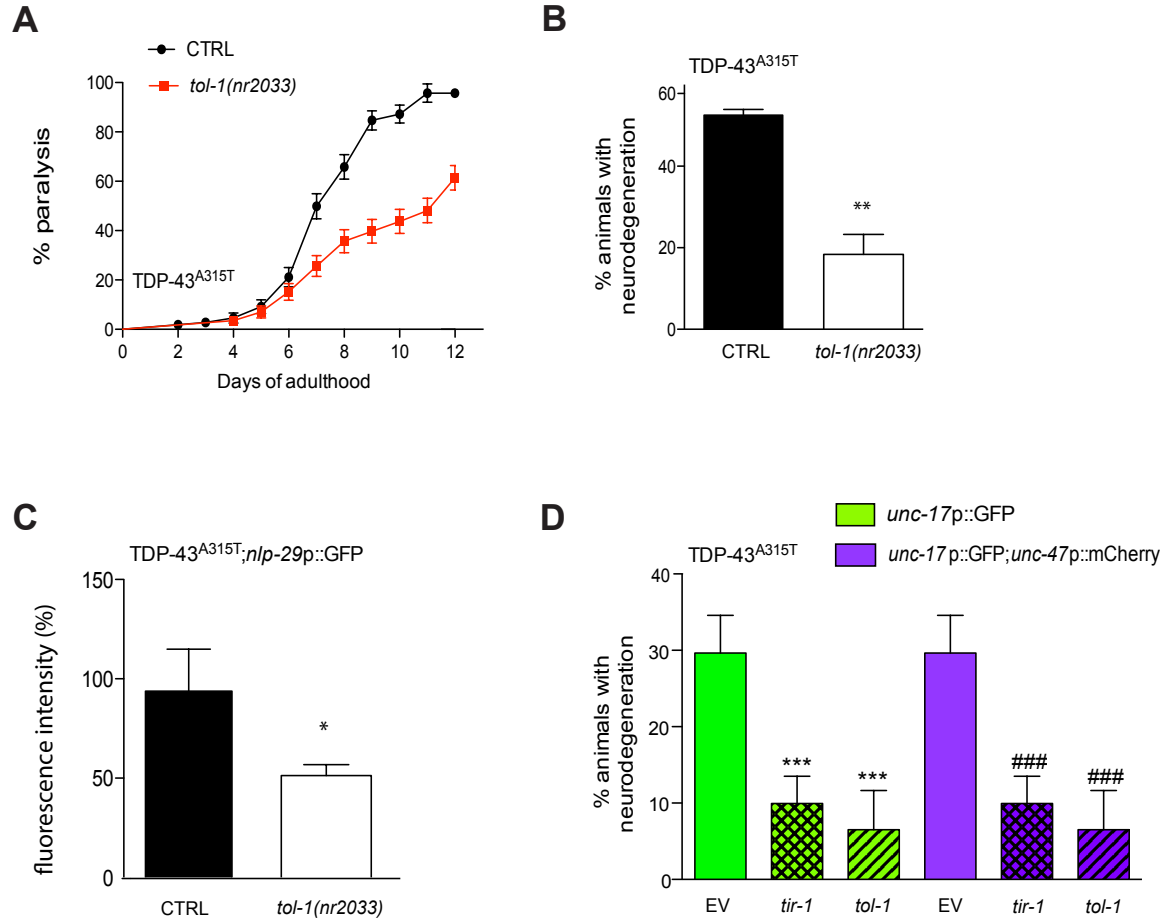 A
CTRL
tol-1(nr2033)
100
80
60
40
20
0
% paralysis
TDP-43A315T
0 2 4 6 8 10 12
Days of adulthood
B
TDP-43A315T
60
40
20
0
% animals with
neurodegeneration
**
CTRL tol-1(nr2033)
C
TDP-43A315T;nlp-29p::GFP
150
100
50
0
fluorescence intensity (%)
*
CTRL tol-1(nr2033)
D
unc-17p::GFP
unc-17p::GFP;unc-47p::mCherry
TDP-43A315T
40
30
20
10
0
% animals with
neurodegeneration
*** *** ### ###
EV tir-1 tol-1 EV tir-1 tol-1